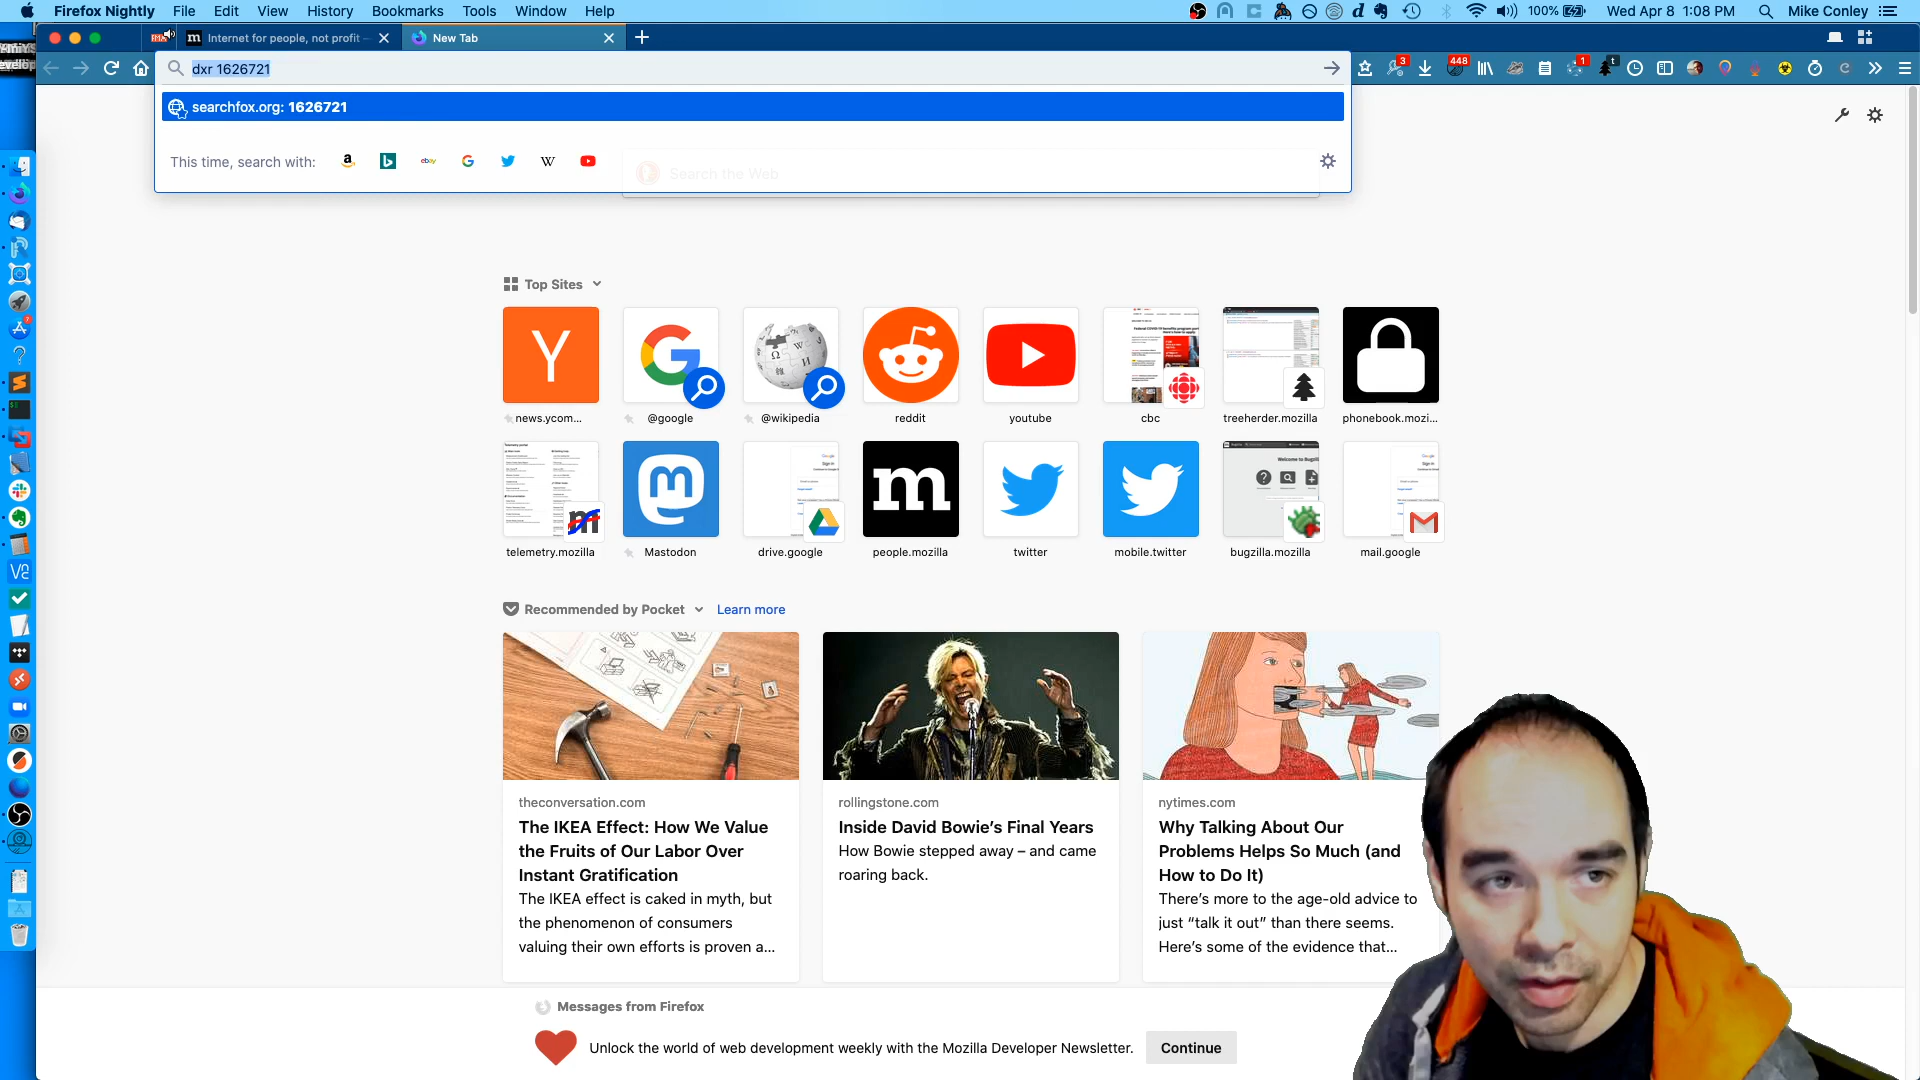 Firefox Nightly File Edit View History Bookmarks Tools Window Help
100% Wed Apr 8 1:08 PM Mike Conley
Internet for people, not profit
New Tab
dxr 1626721
3
448
1
t
searchfox.org: 1626721
This time, search with: a b ebay G W
Search the Web
Top Sites
Y
news.ycom...
@google
@wikipedia
reddit
youtube
cbc
treeherder.mozilla
phonebook.mozi...
m
telemetry.mozilla
Mastodon
drive.google
people.mozilla
twitter
mobile.twitter
bugzilla.mozilla
mail.google
Recommended by Pocket Learn more
theconversation.com
The IKEA Effect: How We Value
the Fruits of Our Labor Over
Instant Gratification
The IKEA effect is caked in myth, but
the phenomenon of consumers
valuing their own efforts is proven a...
rollingstone.com
Inside David Bowie’s Final Years
How Bowie stepped away – and came
roaring back.
nytimes.com
Why Talking About Our
Problems Helps So Much (and
How to Do It)
There’s more to the age-old advice to
just “talk it out” than there seems.
Here’s some of the evidence that...
Messages from Firefox
Unlock the world of web development weekly with the Mozilla Developer Newsletter. Continue